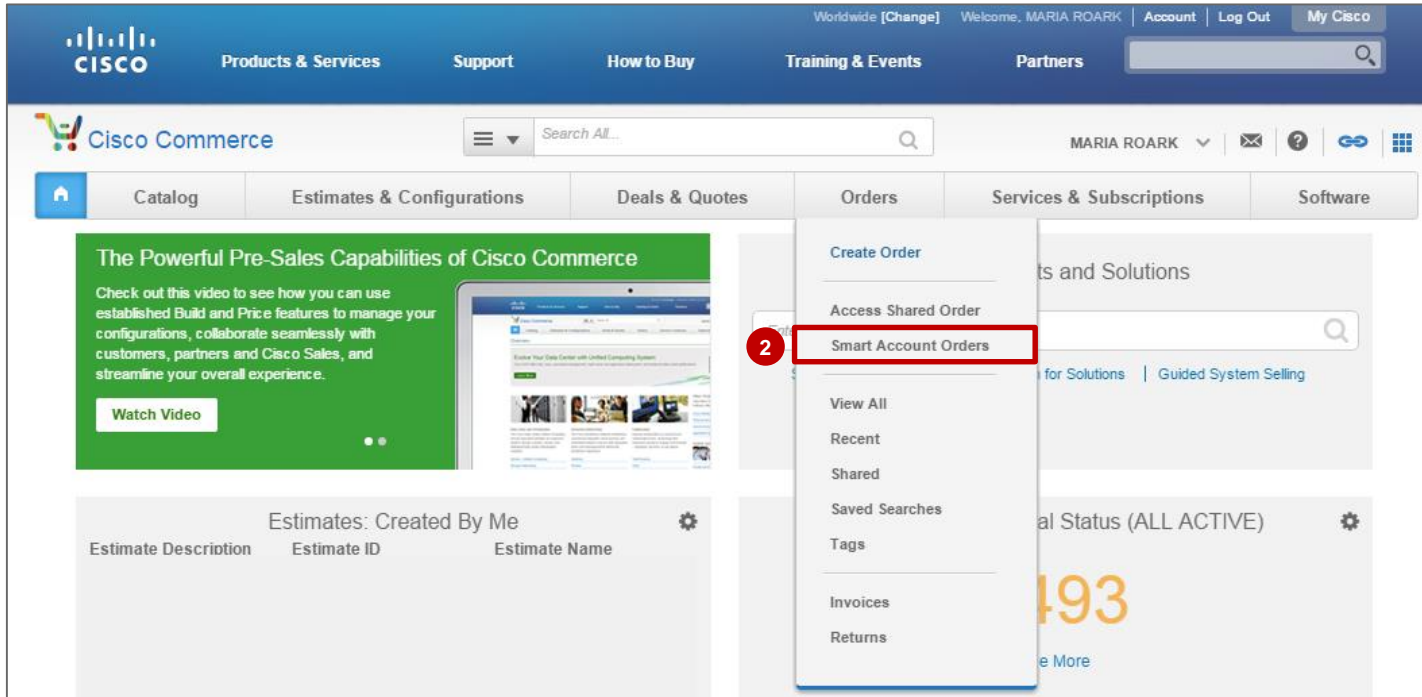 Worldwide [Change] Welcome, MARIA ROARK | Account | Log Out My Cisco
CISCO Products & Services Support How to Buy Training & Events Partners
Cisco Commerce Search All... MARIA ROARK
Catalog Estimates & Configurations Deals & Quotes Orders Services & Subscriptions Software
The Powerful Pre-Sales Capabilities of Cisco Commerce
Check out this video to see how you can use
established Build and Price features to manage your
configurations, collaborate seamlessly with
customers, partners and Cisco Sales, and
streamline your overall experience.
Watch Video
Create Order
Access Shared Order
2 Smart Account Orders
View All
Recent
Shared
Saved Searches
Tags
Invoices
Returns
ts and Solutions
for Solutions | Guided System Selling
Estimates: Created By Me
Estimate Description Estimate ID Estimate Name
al Status (ALL ACTIVE)
493
e More